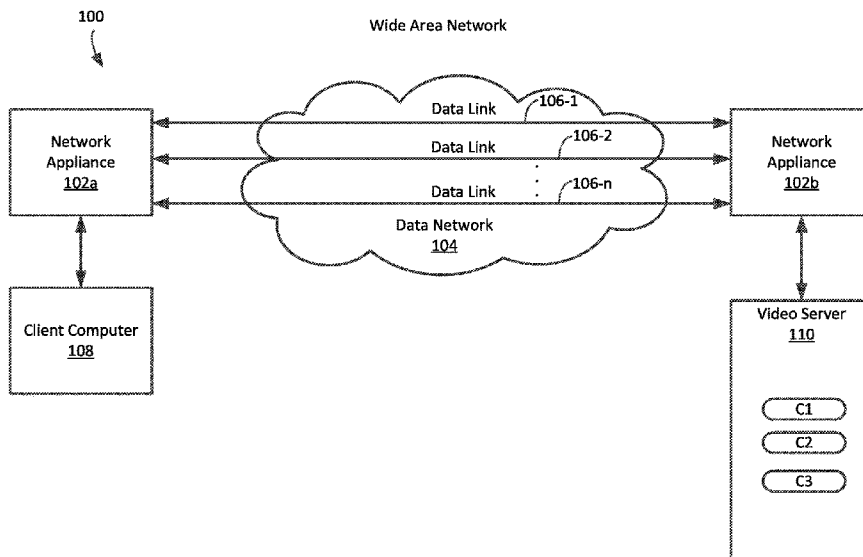 100
Wide Area Network
Network
Appliance
102a
Data Link
106-1
Data Link
106-2
Data Link
106-n
Data Network
104
Network
Appliance
102b
Client Computer
108
Video Server
110
C1
C2
C3